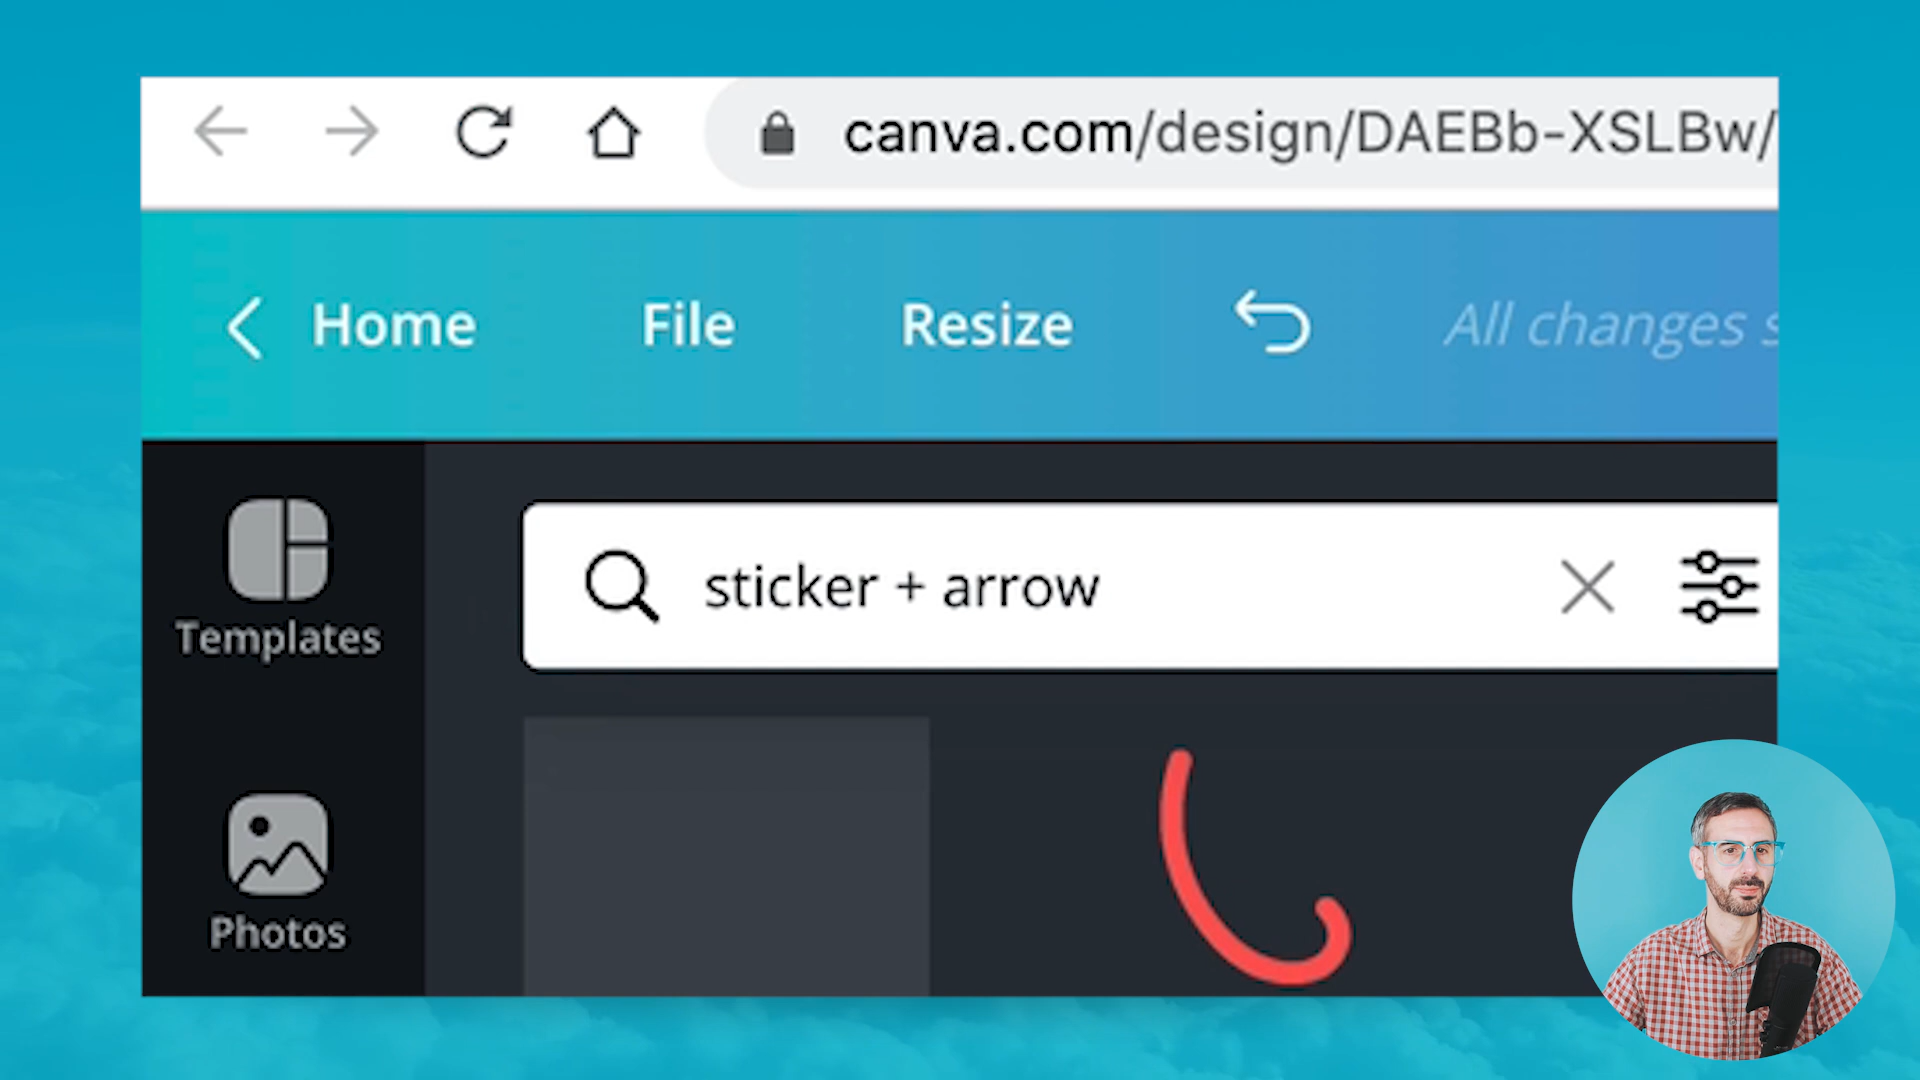 canva.com/design/DAEBb-XSLBw/
Home File Resize All changes s
sticker + arrow
Templates
Photos